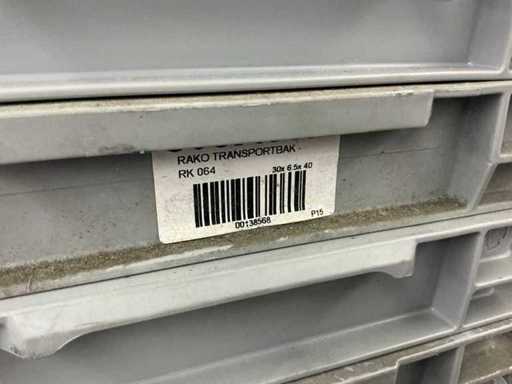 RAKO TRANSPORTBAK -
RK 064 30x 6.5x 40
00138568
P15